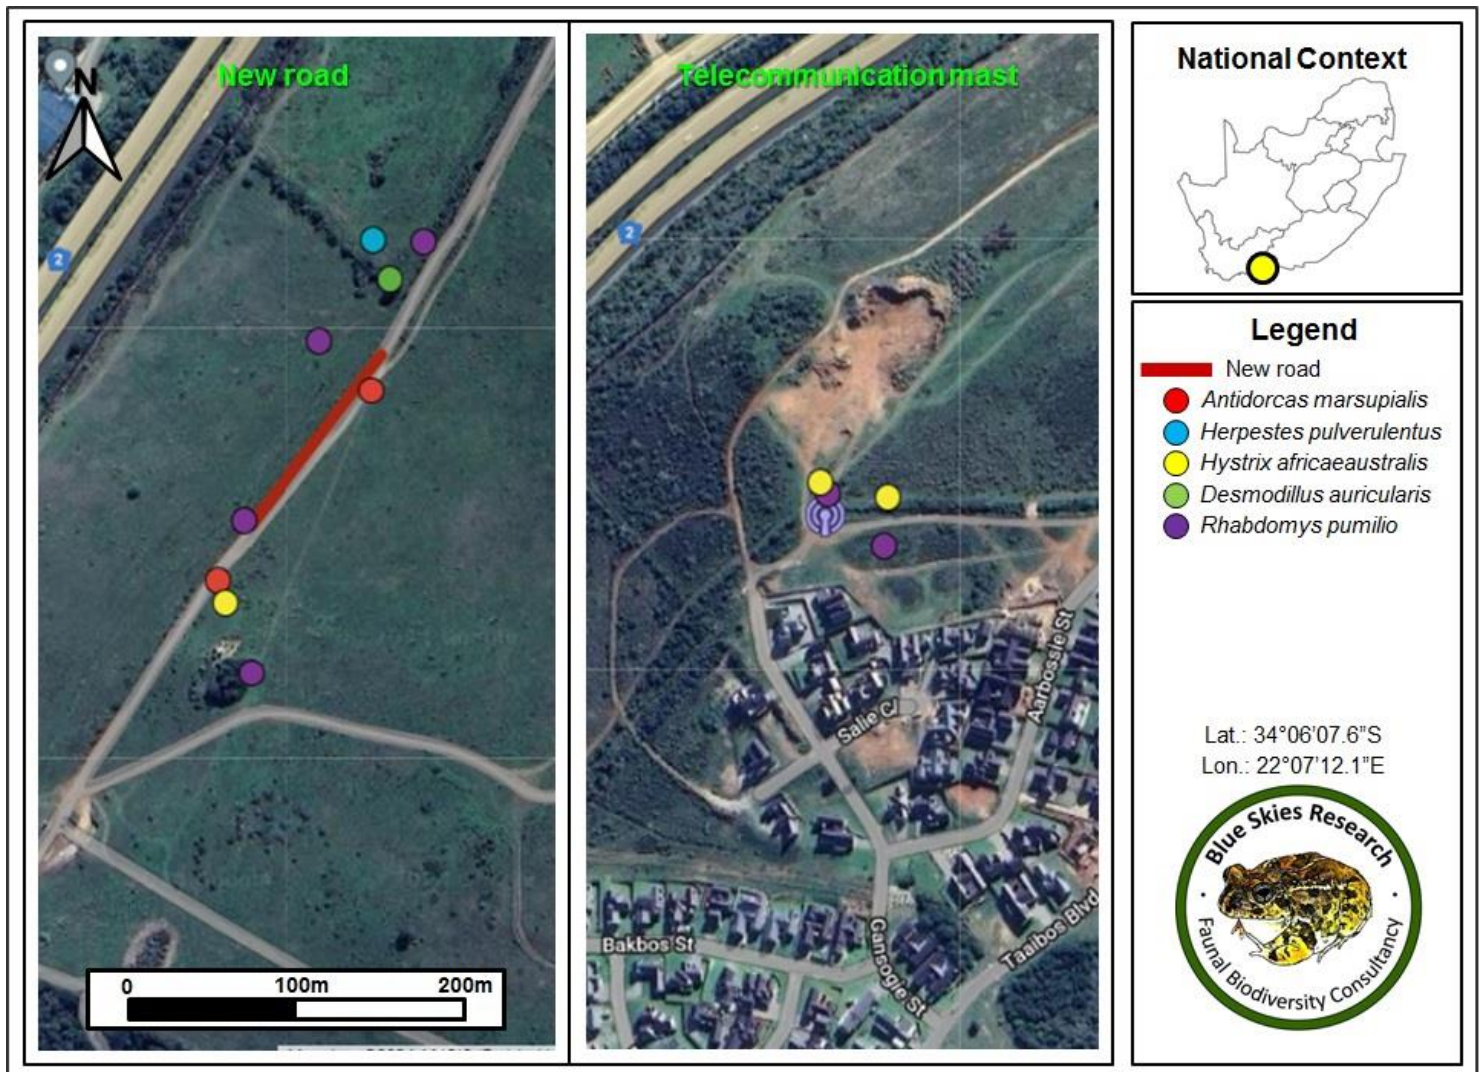 New road
N
2
0
100m
200m
Telecommunication mast
2
Salie Cl
Aarbossie St
Bakbos St
Gansogie St
Taaibos Blvd
National Context
Legend
New road
Antidorcas marsupialis
Herpestes pulverulentus
Hystrix africaeaustralis
Desmodillus auricularis
Rhabdomys pumilio
Lat.: 34°06'07.6"S
Lon.: 22°07'12.1"E
Blue Skies Research
Faunal Biodiversity Consultancy